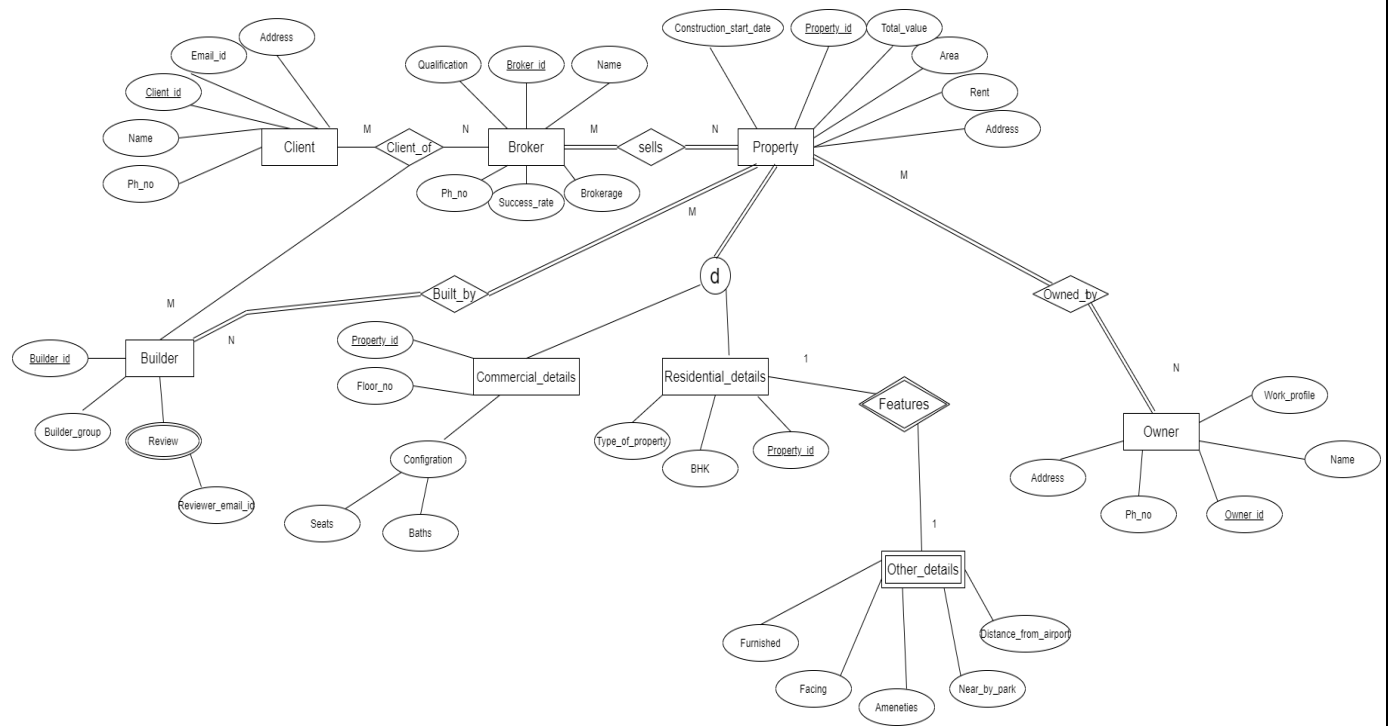 Construction_start_date
Property_id
Total_value
Address
Email_id
Area
Qualification
Broker_id
Name
Client_id
Rent
Name
Address
M
N
M
N
Client
Client_of
Broker
sells
Property
Ph_no
Ph_no
Success_rate
Brokerage
M
M
d
Built_by
Owned_by
M
N
Property_id
Builder_id
Builder
Commercial_details
Residential_details
1
N
Floor_no
Features
Work_profile
Builder_group
Review
Type_of_property
Property_id
Owner
Configration
BHK
Name
Address
Reviewer_email_id
Seats
Baths
Ph_no
Owner_id
1
Other_details
Furnished
Distance_from_airport
Facing
Near_by_park
Ameneties